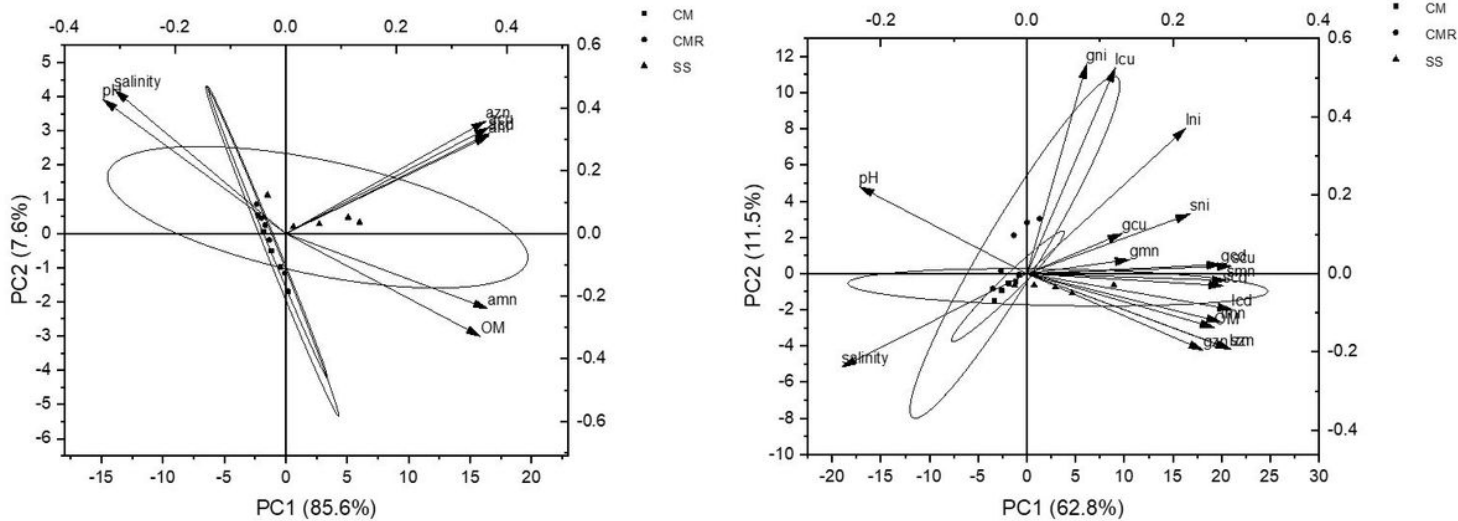 -0.4 -0.2 0.0 0.2 0.4
CM
CMR
SS
5
4
3
2
1
0
-1
-2
-3
-4
-5
-6
0.6
0.4
0.2
0.0
-0.2
-0.4
-0.6
salinity
pH
azn
amn
OM
PC2 (7.6%)
-15 -10 -5 0 5 10 15 20
PC1 (85.6%)
-0.2 0.0 0.2 0.4
CM
CMR
SS
12
10
8
6
4
2
0
-2
-4
-6
-8
-10
0.6
0.4
0.2
0.0
-0.2
-0.4
gni
lcu
lni
pH
sni
gcu
gmn
smn
lcd
OM
gzn
salinity
PC2 (11.5%)
-20 -15 -10 -5 0 5 10 15 20 25 30
PC1 (62.8%)